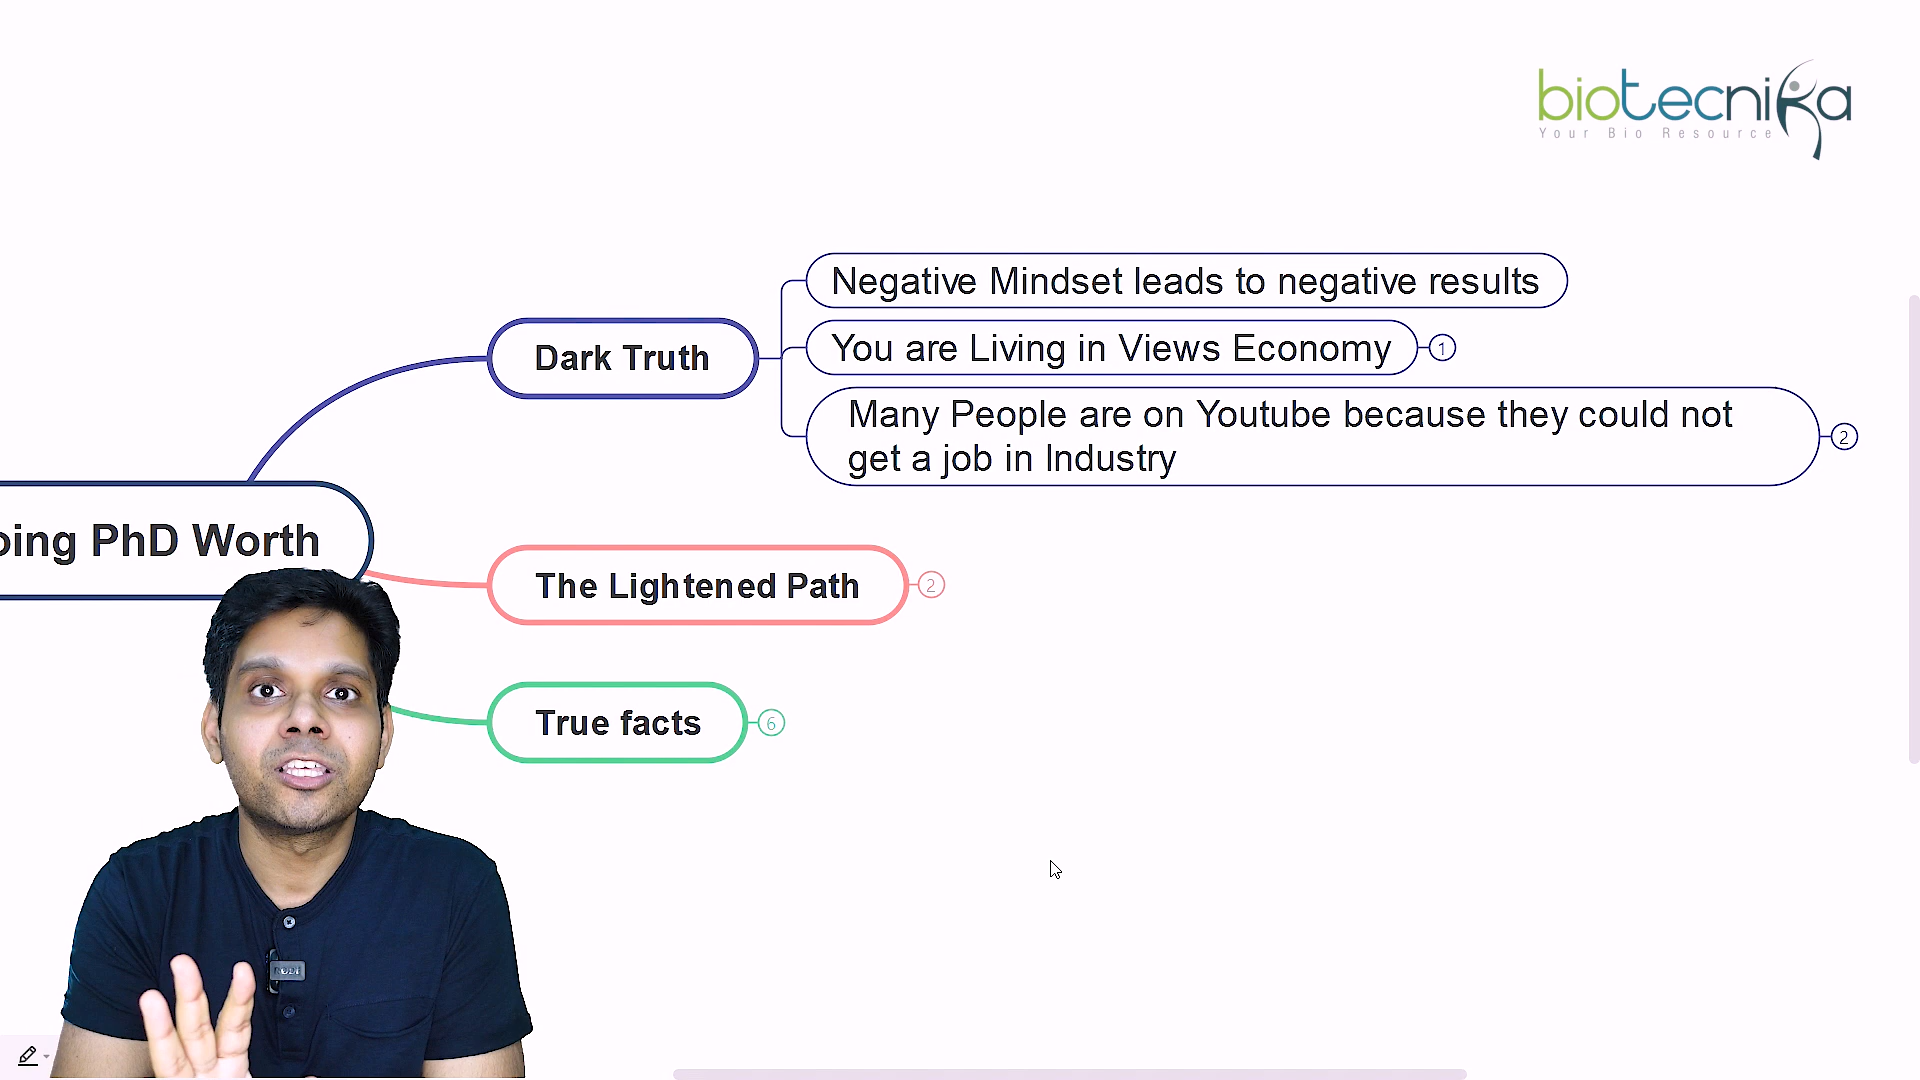 biotecnika
Your Bio Resource
Negative Mindset leads to negative results
Dark Truth
You are Living in Views Economy
1
Many People are on Youtube because they could not
get a job in Industry
2
oing PhD Worth
The Lightened Path
2
True facts
6